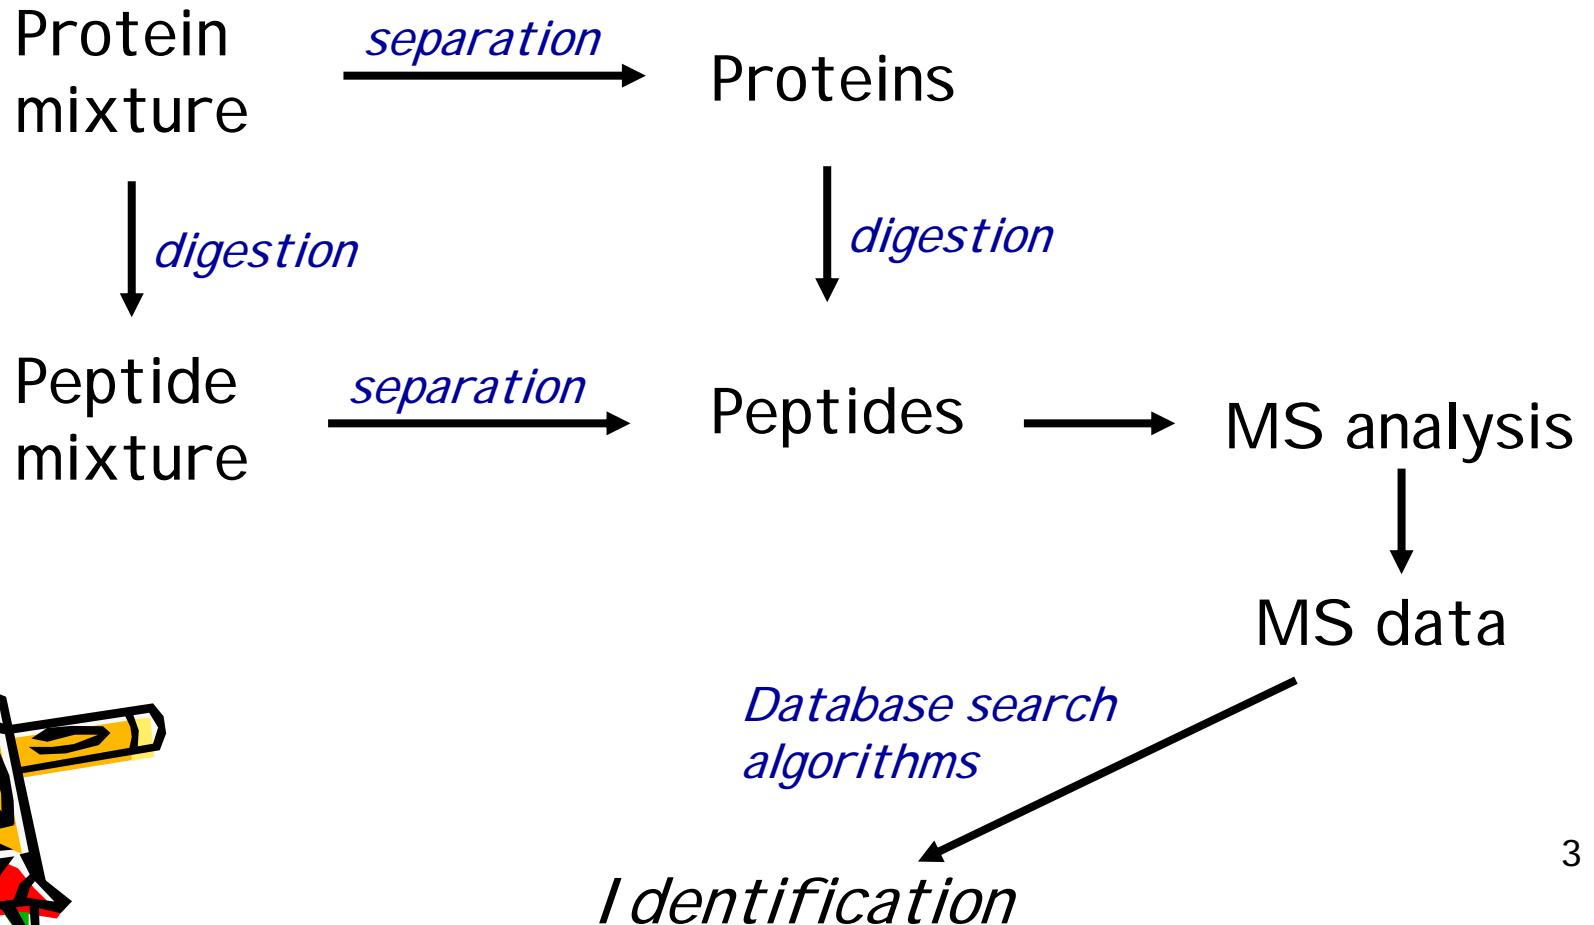 Protein
mixture
separation
Proteins
digestion
digestion
Peptide
mixture
separation
Peptides
MS analysis
MS data
Database search
algorithms
Identification
3